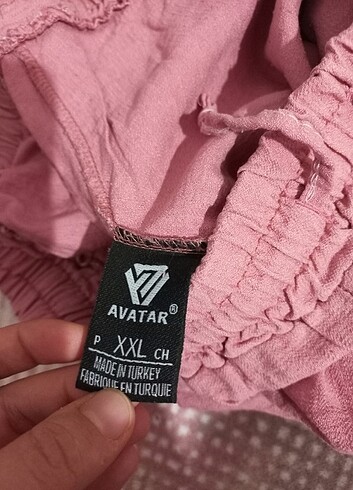 AVATAR®
P XXL CH
MADE IN TURKEY
FABRIQUE EN TURQUIE